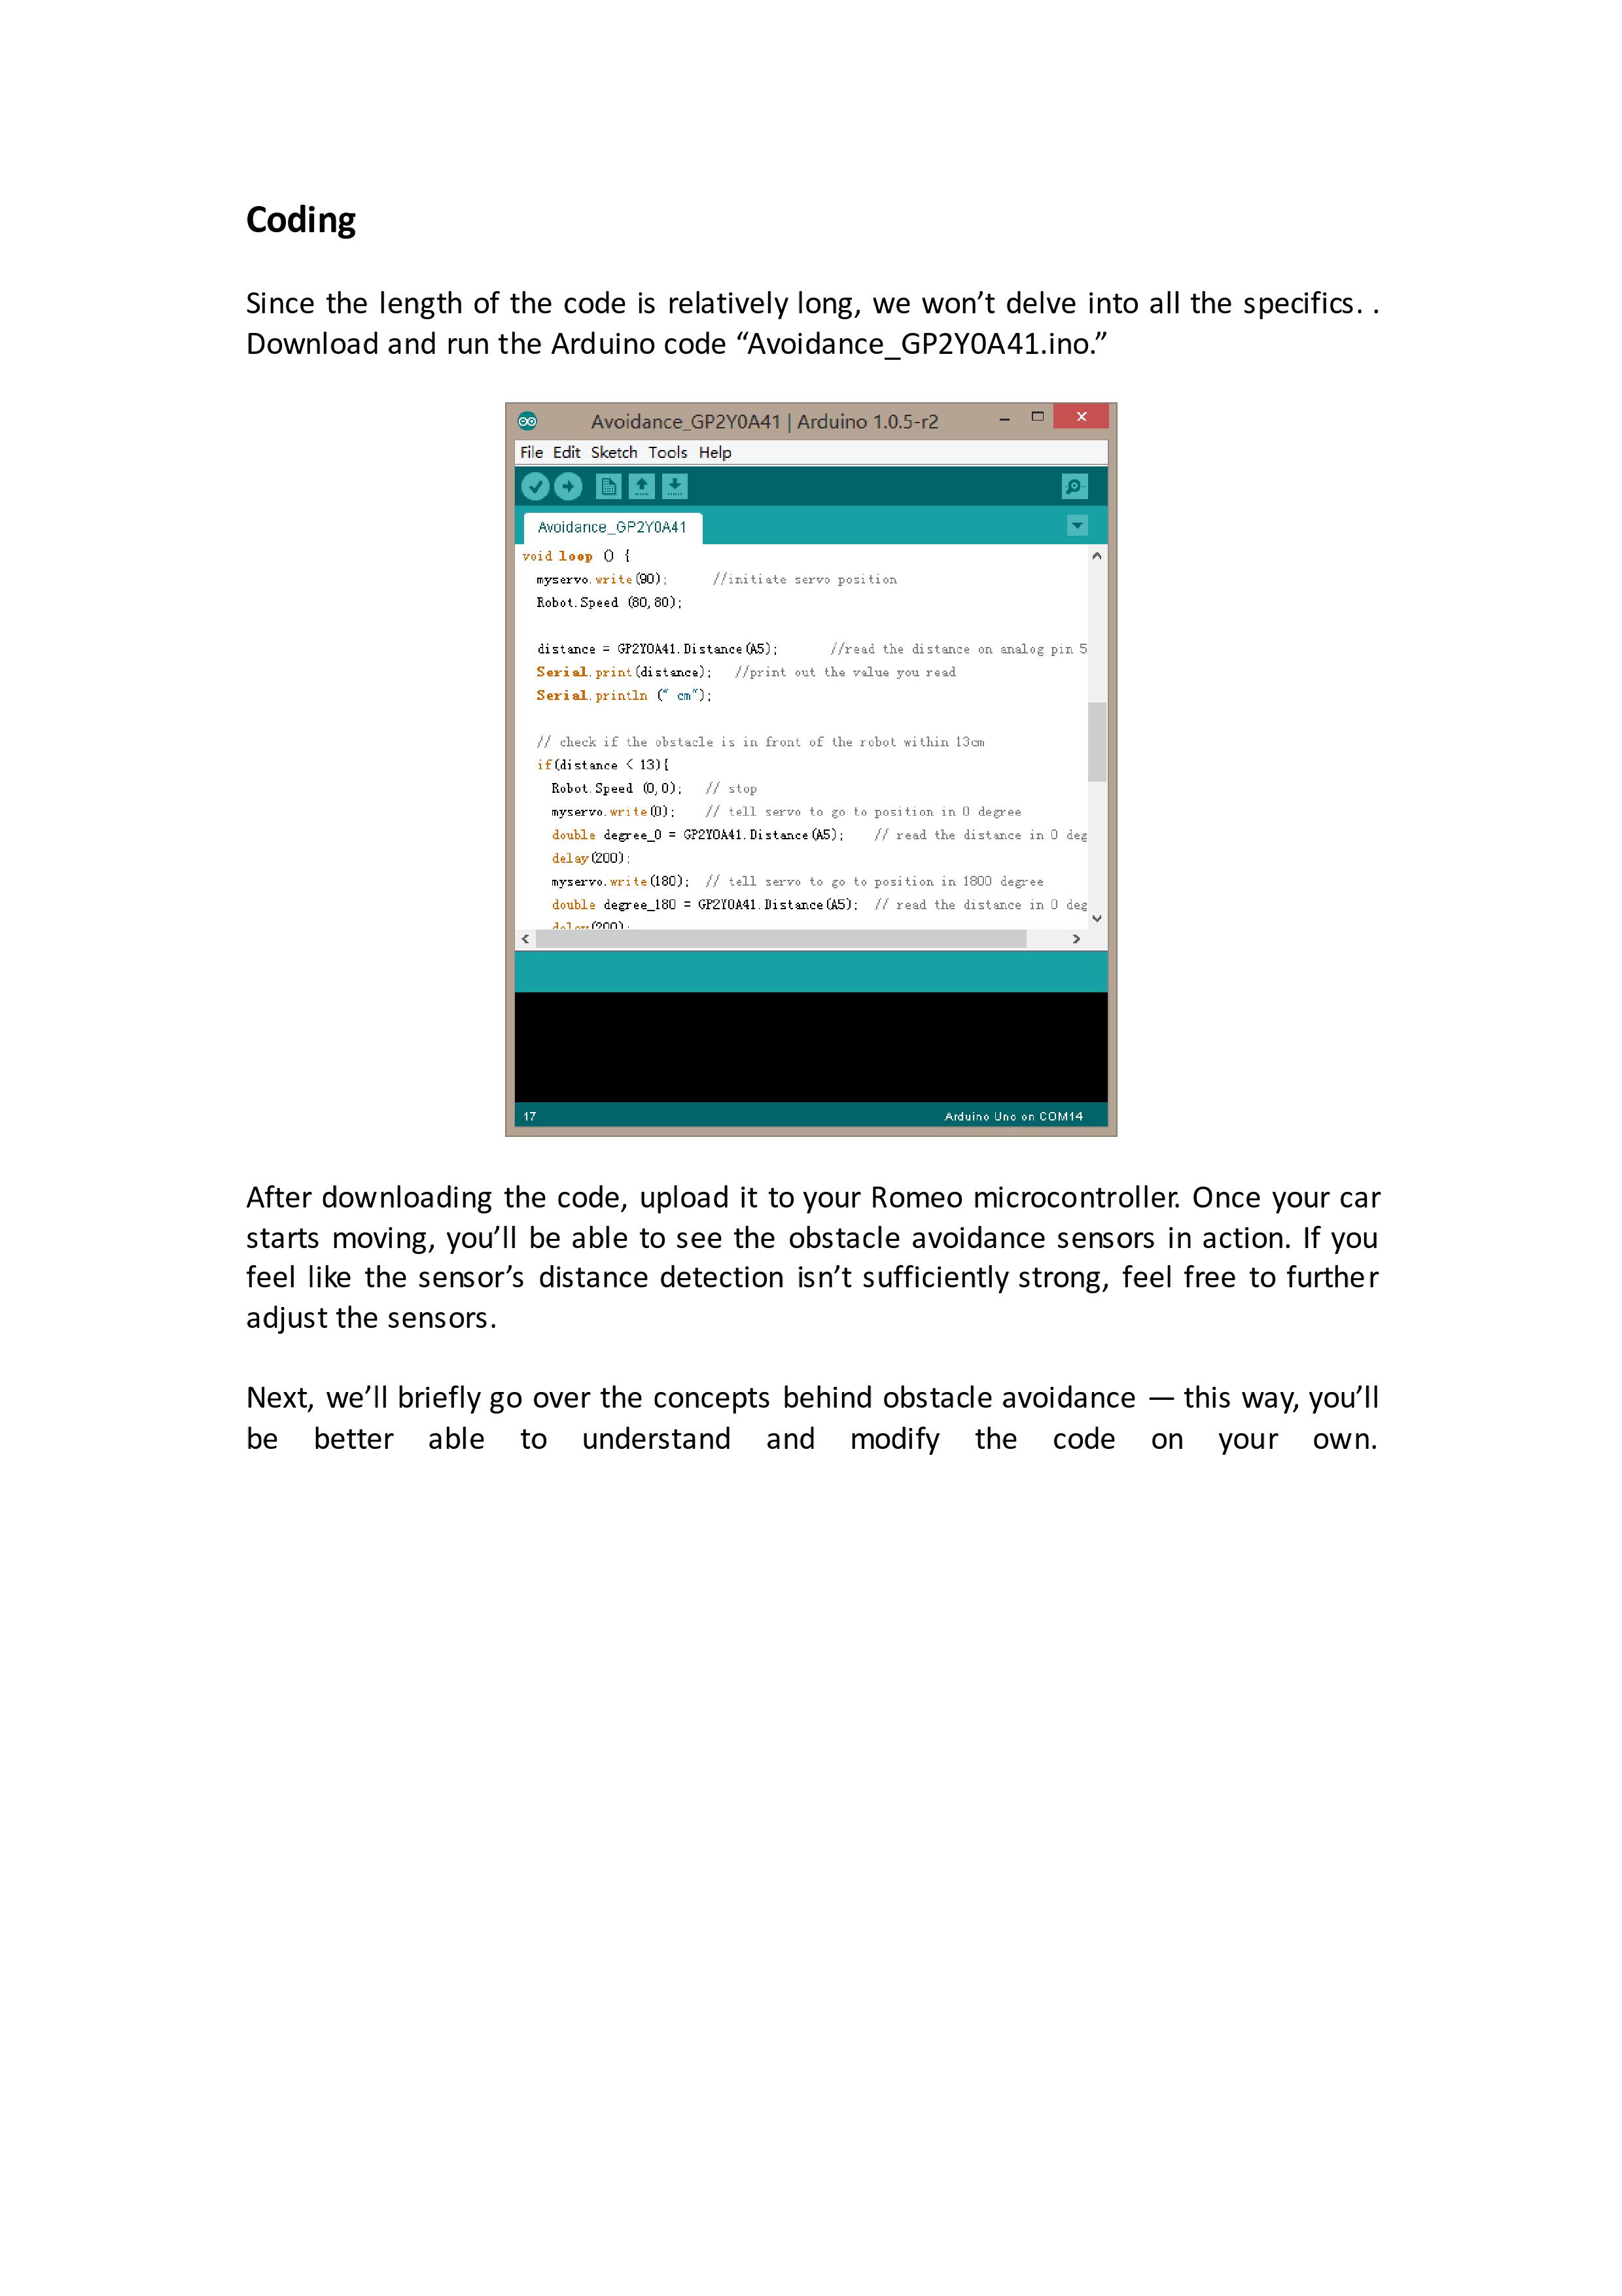 Coding
Since the length of the code is relatively long, we won’t delve into all the specifics. .
Download and run the Arduino code “Avoidance_GP2Y0A41.ino.”
Avoidance_GP2Y0A41 | Arduino 1.0.5-r2
File Edit Sketch Tools Help
Avoidance_GP2Y0A41
void loop () {
myservo.write(90); //initiate servo position
Robot.Speed (80,80);
distance = GP2Y0A41.Distance(A5); //read the distance on analog pin 5
Serial.print(distance); //print out the value you read
Serial.println (" cm");
// check if the obstacle is in front of the robot within 13cm
if(distance < 13){
Robot.Speed (0,0); // stop
myservo.write(0); // tell servo to go to position in 0 degree
double degree_0 = GP2Y0A41.Distance(A5); // read the distance in 0 deg
delay(200);
myservo.write(180); // tell servo to go to position in 1800 degree
double degree_180 = GP2Y0A41.Distance(A5); // read the distance in 0 deg
delay(200);
17 Arduino Uno on COM14
After downloading the code, upload it to your Romeo microcontroller. Once your car
starts moving, you’ll be able to see the obstacle avoidance sensors in action. If you
feel like the sensor’s distance detection isn’t sufficiently strong, feel free to further
adjust the sensors.
Next, we’ll briefly go over the concepts behind obstacle avoidance — this way, you’ll
be better able to understand and modify the code on your own.